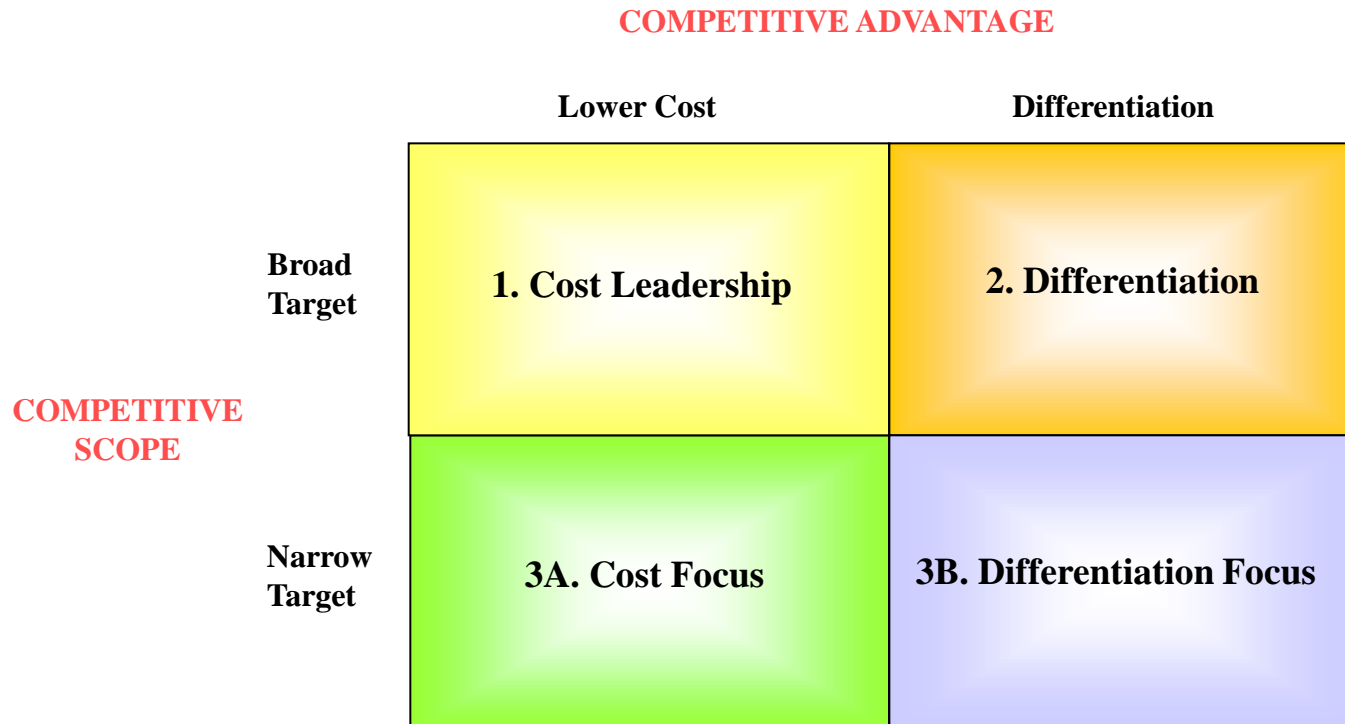 COMPETITIVE ADVANTAGE
Lower Cost
Differentiation
Broad
Target
1. Cost Leadership
2. Differentiation
COMPETITIVE
SCOPE
Narrow
Target
3A. Cost Focus
3B. Differentiation Focus